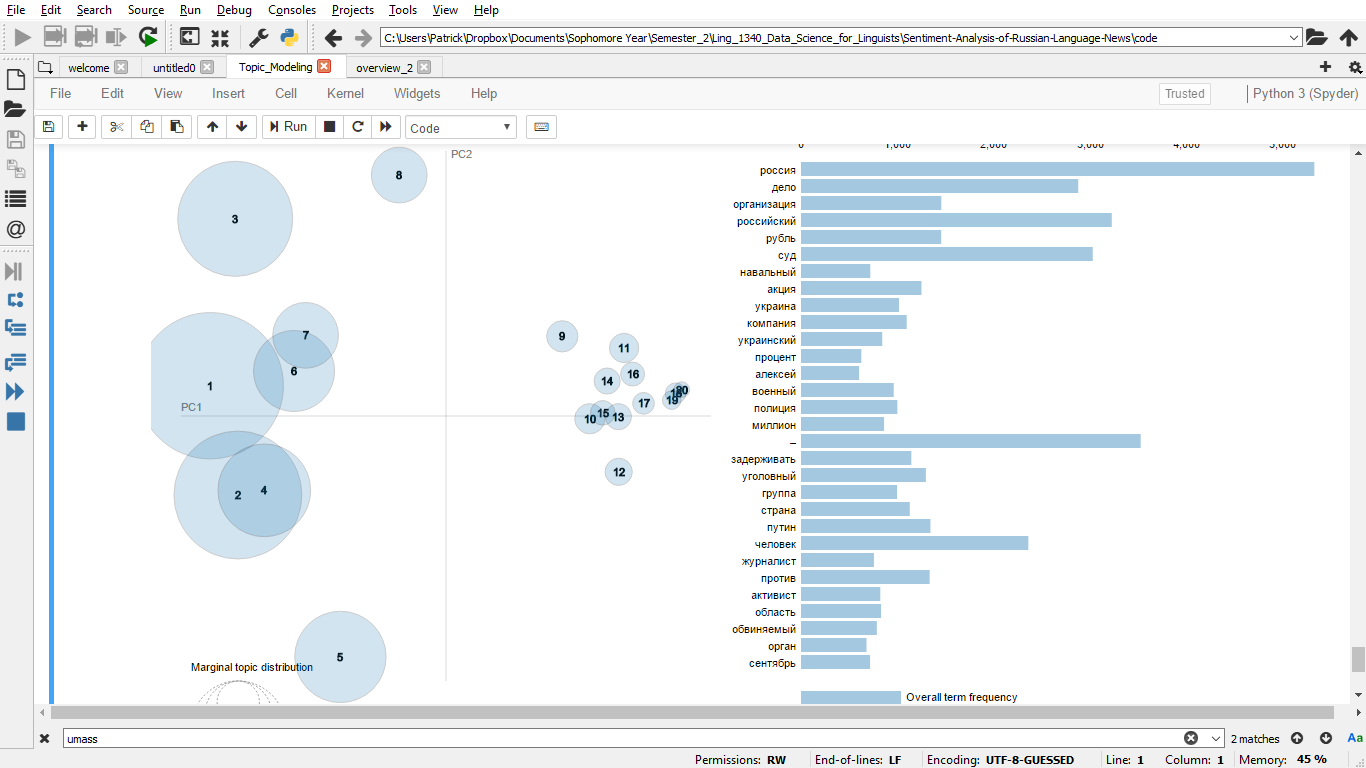 File Edit Search Source Run Debug Consoles Projects Tools View Help
C:\Users\Patrick\Dropbox\Documents\Sophomore Year\Semester_2\Ling_1340_Data_Science_for_Linguists\Sentiment-Analysis-of-Russian-Language-News\code
welcome untitled0 Topic_Modeling overview_2
File Edit View Insert Cell Kernel Widgets Help Trusted Python 3 (Spyder)
Run Code
PC2
0 1,000 2,000 3,000 4,000 5,000
8
3
7
6
1
PC1
9
11
14
16
18
20
19
17
10
15
13
12
2
4
5
Marginal topic distribution
россия
дело
организация
российский
рубль
суд
навальный
акция
украина
компания
украинский
процент
алексей
военный
полиция
миллион
–
задерживать
уголовный
группа
страна
путин
человек
журналист
против
активист
область
обвиняемый
орган
сентябрь
Overall term frequency
umass 2 matches Aa
Permissions: RW End-of-lines: LF Encoding: UTF-8-GUESSED Line: 1 Column: 1 Memory: 45 %